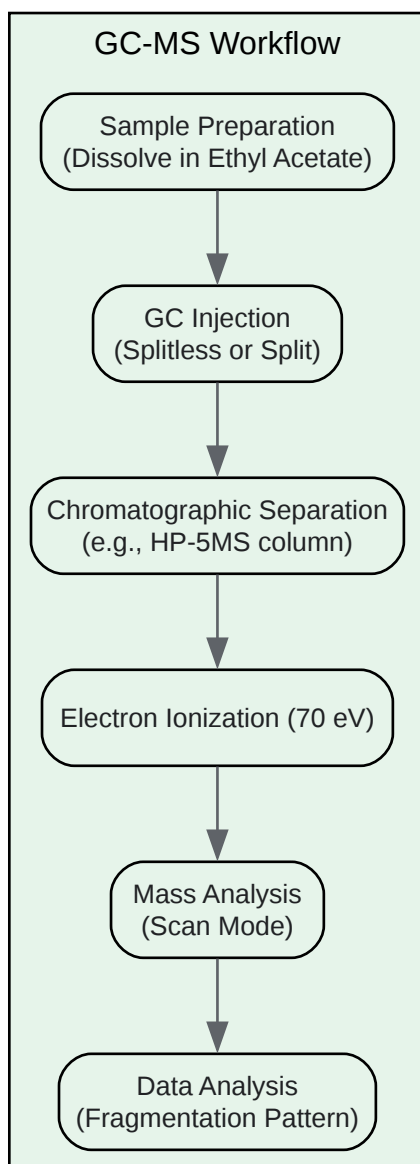 GC-MS Workflow
Sample Preparation
(Dissolve in Ethyl Acetate)
GC Injection
(Splitless or Split)
Chromatographic Separation
(e.g., HP-5MS column)
Electron Ionization (70 eV)
Mass Analysis
(Scan Mode)
Data Analysis
(Fragmentation Pattern)